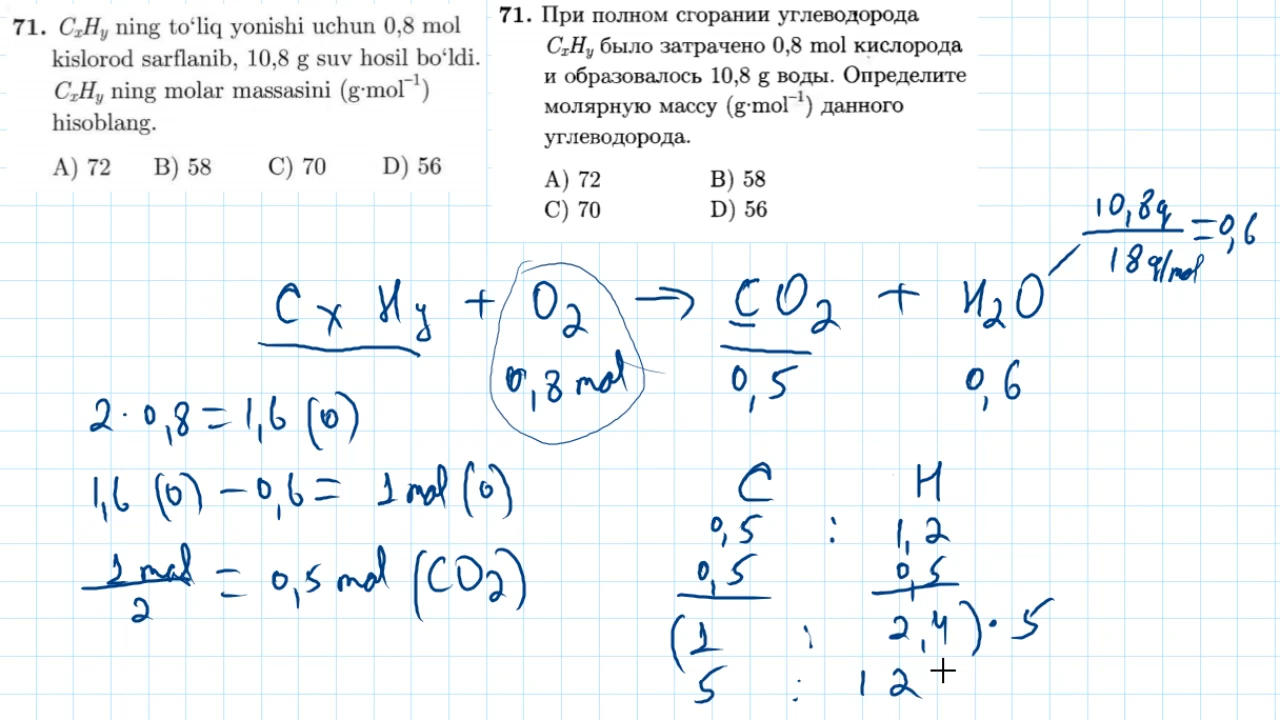 71. CₓHᵧ ning to‘liq yonishi uchun 0,8 mol
kislorod sarflanib, 10,8 g suv hosil bo‘ldi.
CₓHᵧ ning molar massasini (g·mol⁻¹)
hisoblang.
A) 72 B) 58 C) 70 D) 56
71. При полном сгорании углеводорода
CₓHᵧ было затрачено 0,8 mol кислорода
и образовалось 10,8 g воды. Определите
молярную массу (g·mol⁻¹) данного
углеводорода.
A) 72 B) 58
C) 70 D) 56
10,8g
18g/mol
=0,6
CxHy + O₂ → CO₂ + H₂O
0,8 mol 0,5 0,6
2·0,8=1,6 (0)
1,6 (0) -0,6= 1 mol (0)
1 mol
2
= 0,5 mol (CO₂)
C H
0,5 : 1,2
0,5 0,5
(1 : 2,4)·5
5 : 12